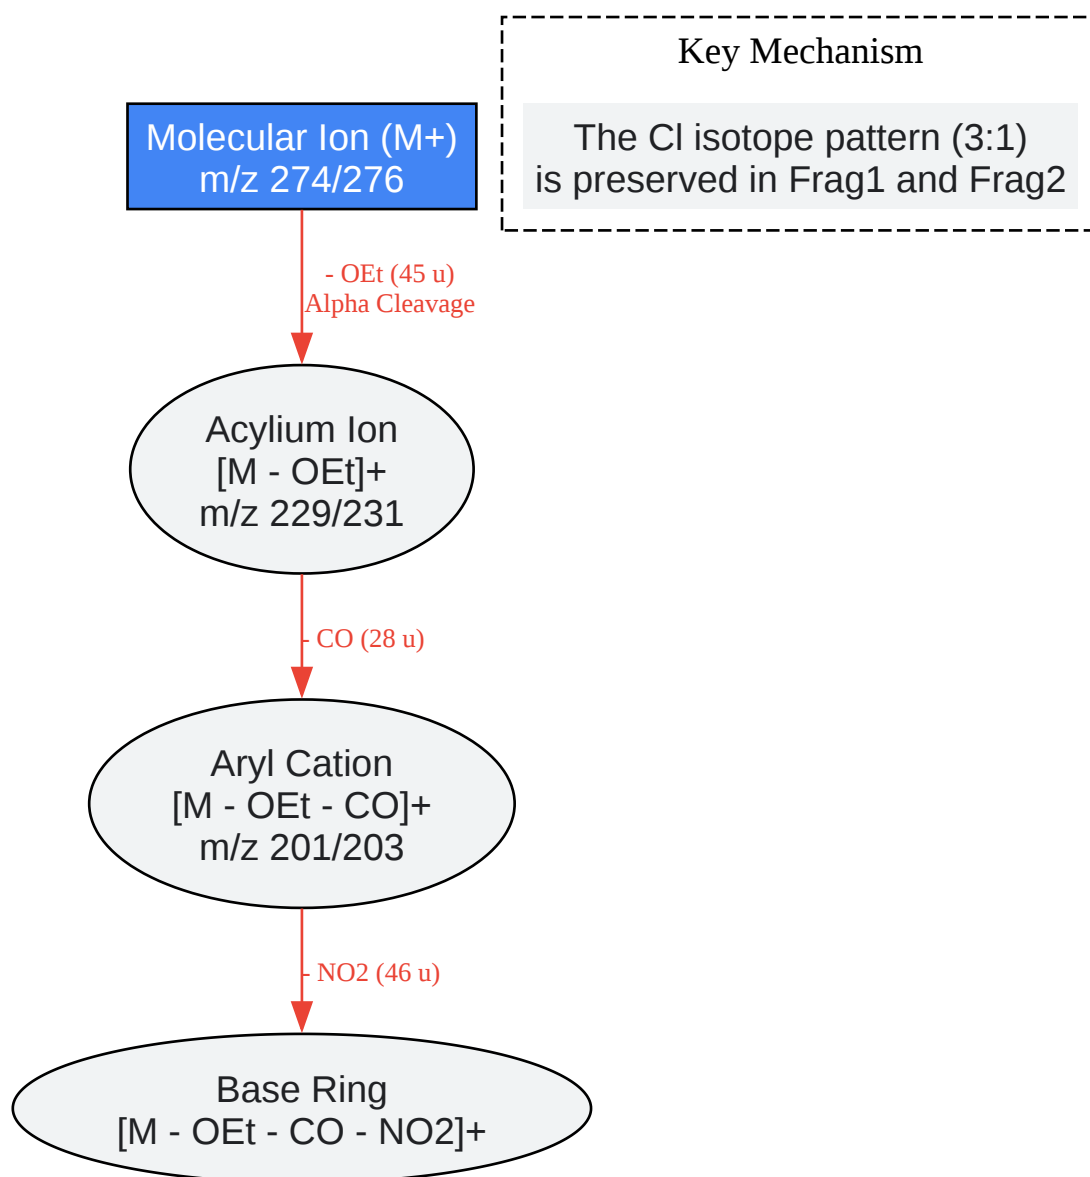 Key Mechanism
The Cl isotope pattern (3:1)
is preserved in Frag1 and Frag2
Molecular Ion (M+)
m/z 274/276
- OEt (45 u)
Alpha Cleavage
Acylium Ion
[M - OEt]+
m/z 229/231
- CO (28 u)
Aryl Cation
[M - OEt - CO]+
m/z 201/203
- NO2 (46 u)
Base Ring
[M - OEt - CO - NO2]+